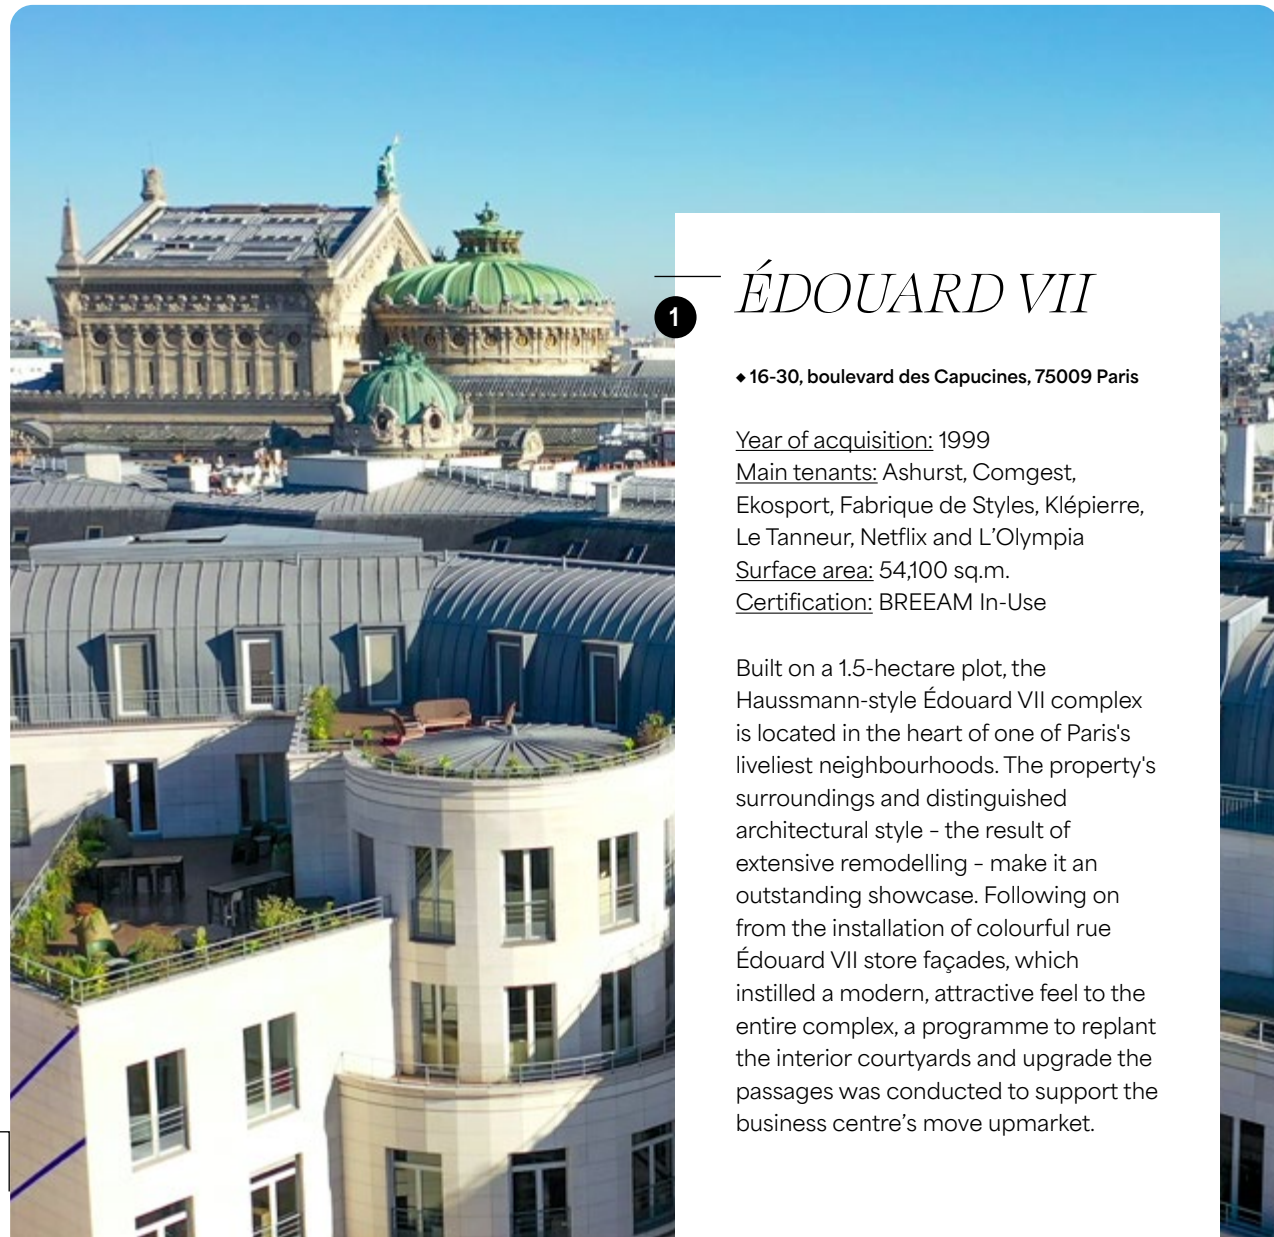 ÉDOUARD VII
1
◆ 16-30, boulevard des Capucines, 75009 Paris
Year of acquisition: 1999
Main tenants: Ashurst, Comgest,
Ekosport, Fabrique de Styles, Klépierre,
Le Tanneur, Netflix and L’Olympia
Surface area: 54,100 sq.m.
Certification: BREEAM In-Use
Built on a 1.5-hectare plot, the
Haussmann-style Édouard VII complex
is located in the heart of one of Paris's
liveliest neighbourhoods. The property's
surroundings and distinguished
architectural style – the result of
extensive remodelling – make it an
outstanding showcase. Following on
from the installation of colourful rue
Édouard VII store façades, which
instilled a modern, attractive feel to the
entire complex, a programme to replant
the interior courtyards and upgrade the
passages was conducted to support the
business centre’s move upmarket.